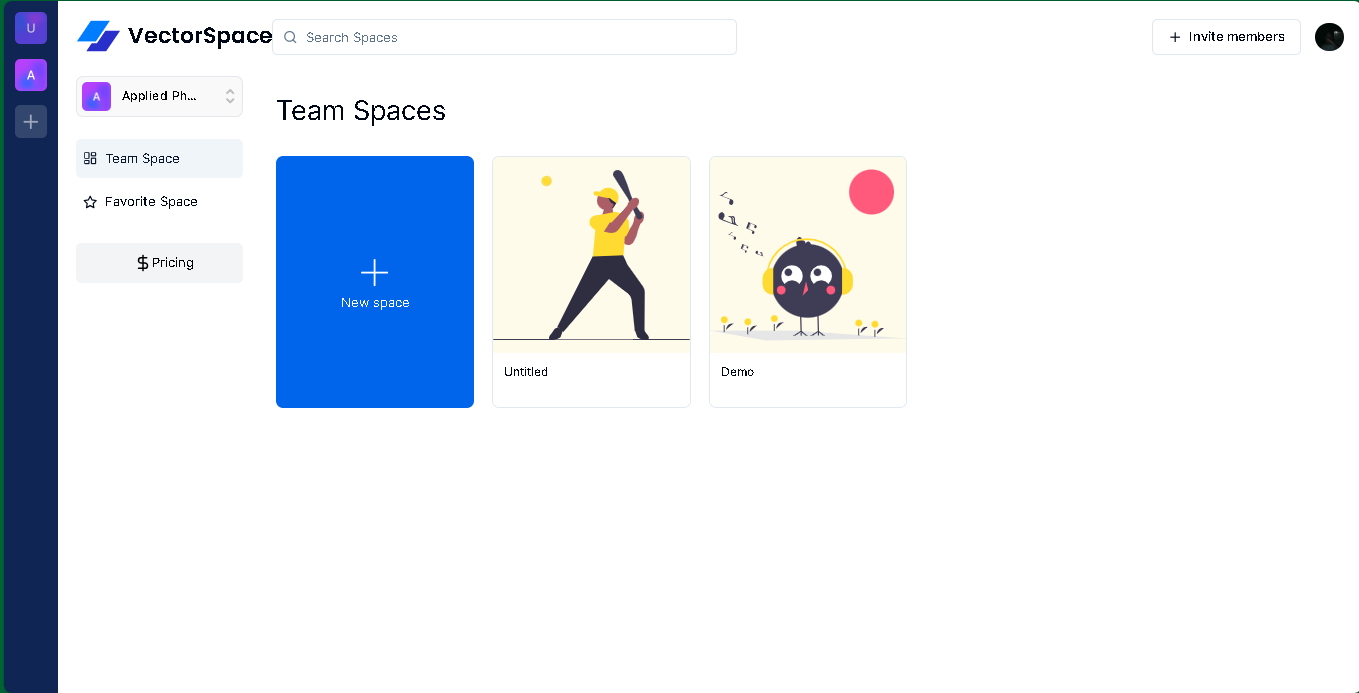 U
A
VectorSpace
Search Spaces
Invite members
A
Applied Ph...
Team Space
Favorite Space
Pricing
Team Spaces
New space
Untitled
Demo